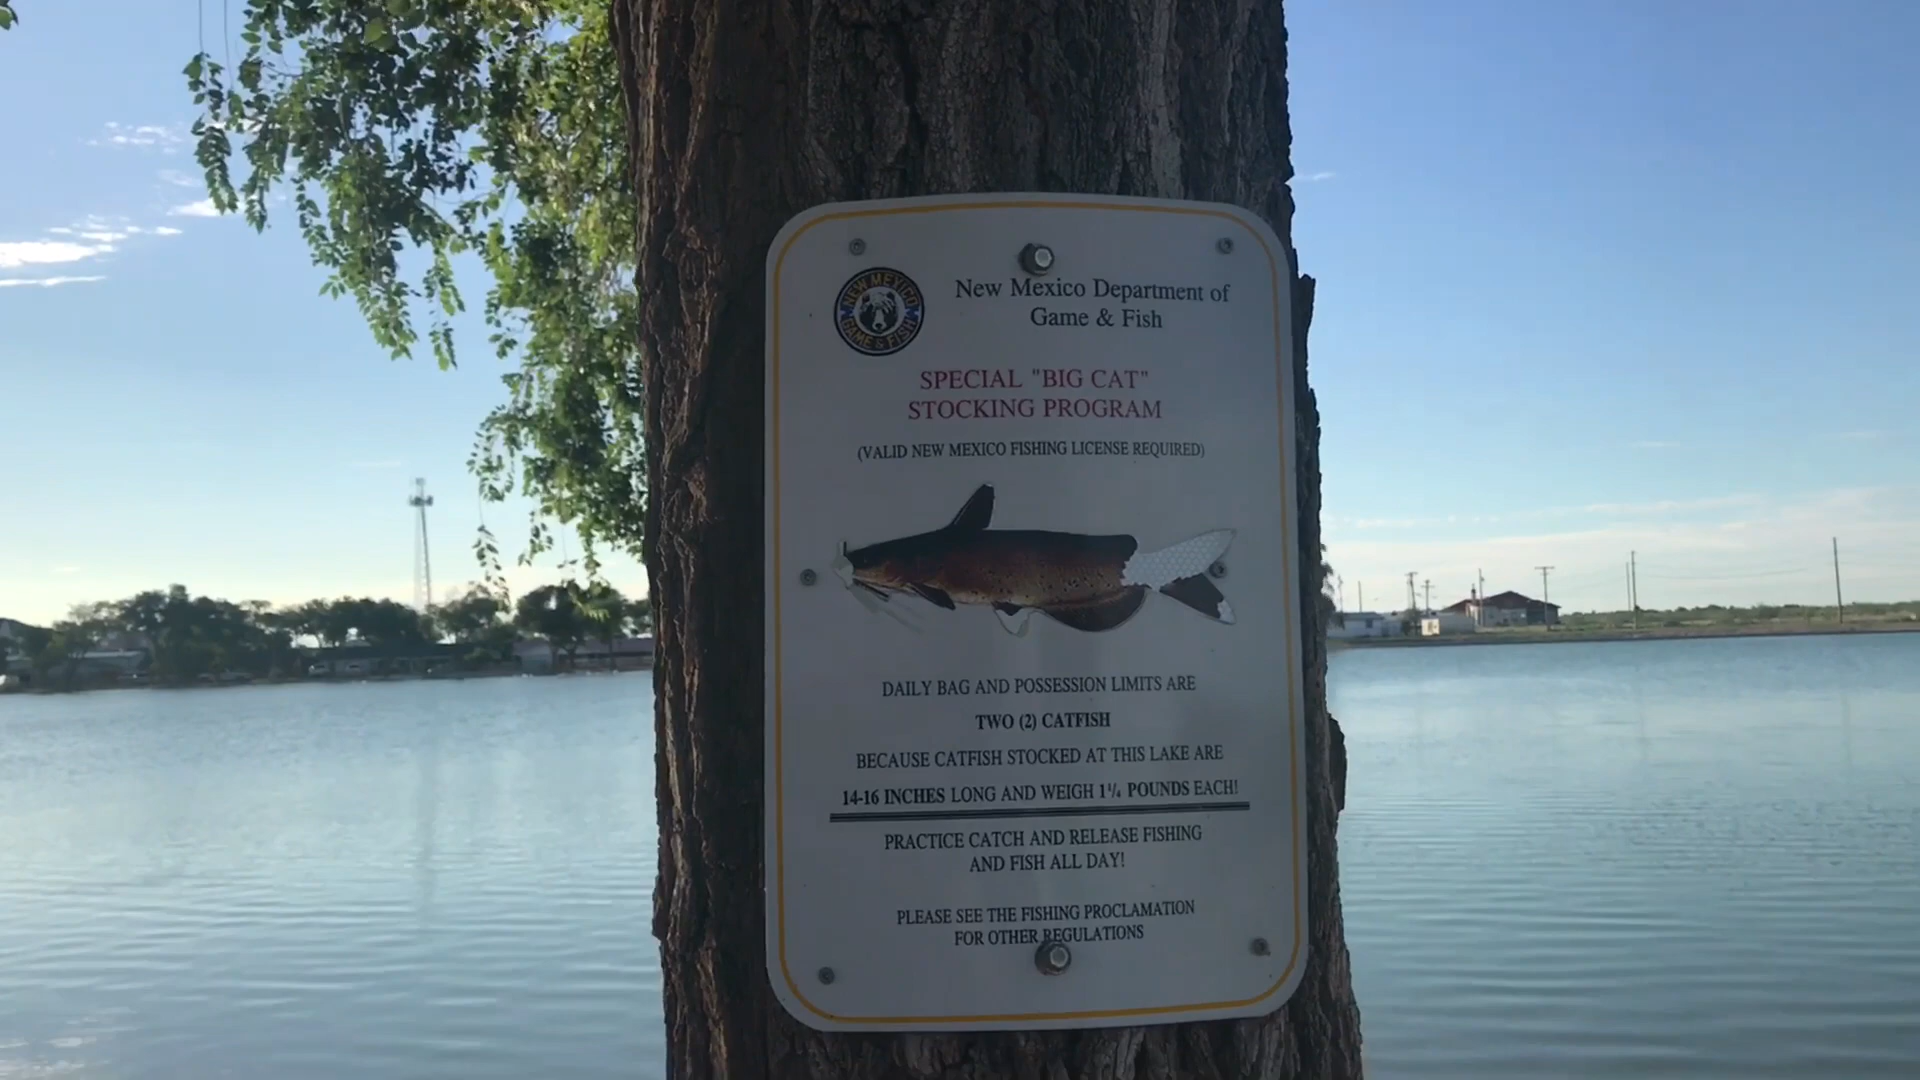 NEW MEXICO
GAME & FISH
New Mexico Department of
Game & Fish
SPECIAL "BIG CAT"
STOCKING PROGRAM
(VALID NEW MEXICO FISHING LICENSE REQUIRED)
DAILY BAG AND POSSESSION LIMITS ARE
TWO (2) CATFISH
BECAUSE CATFISH STOCKED AT THIS LAKE ARE
14-16 INCHES LONG AND WEIGH 1¼ POUNDS EACH!
PRACTICE CATCH AND RELEASE FISHING
AND FISH ALL DAY!
PLEASE SEE THE FISHING PROCLAMATION
FOR OTHER REGULATIONS